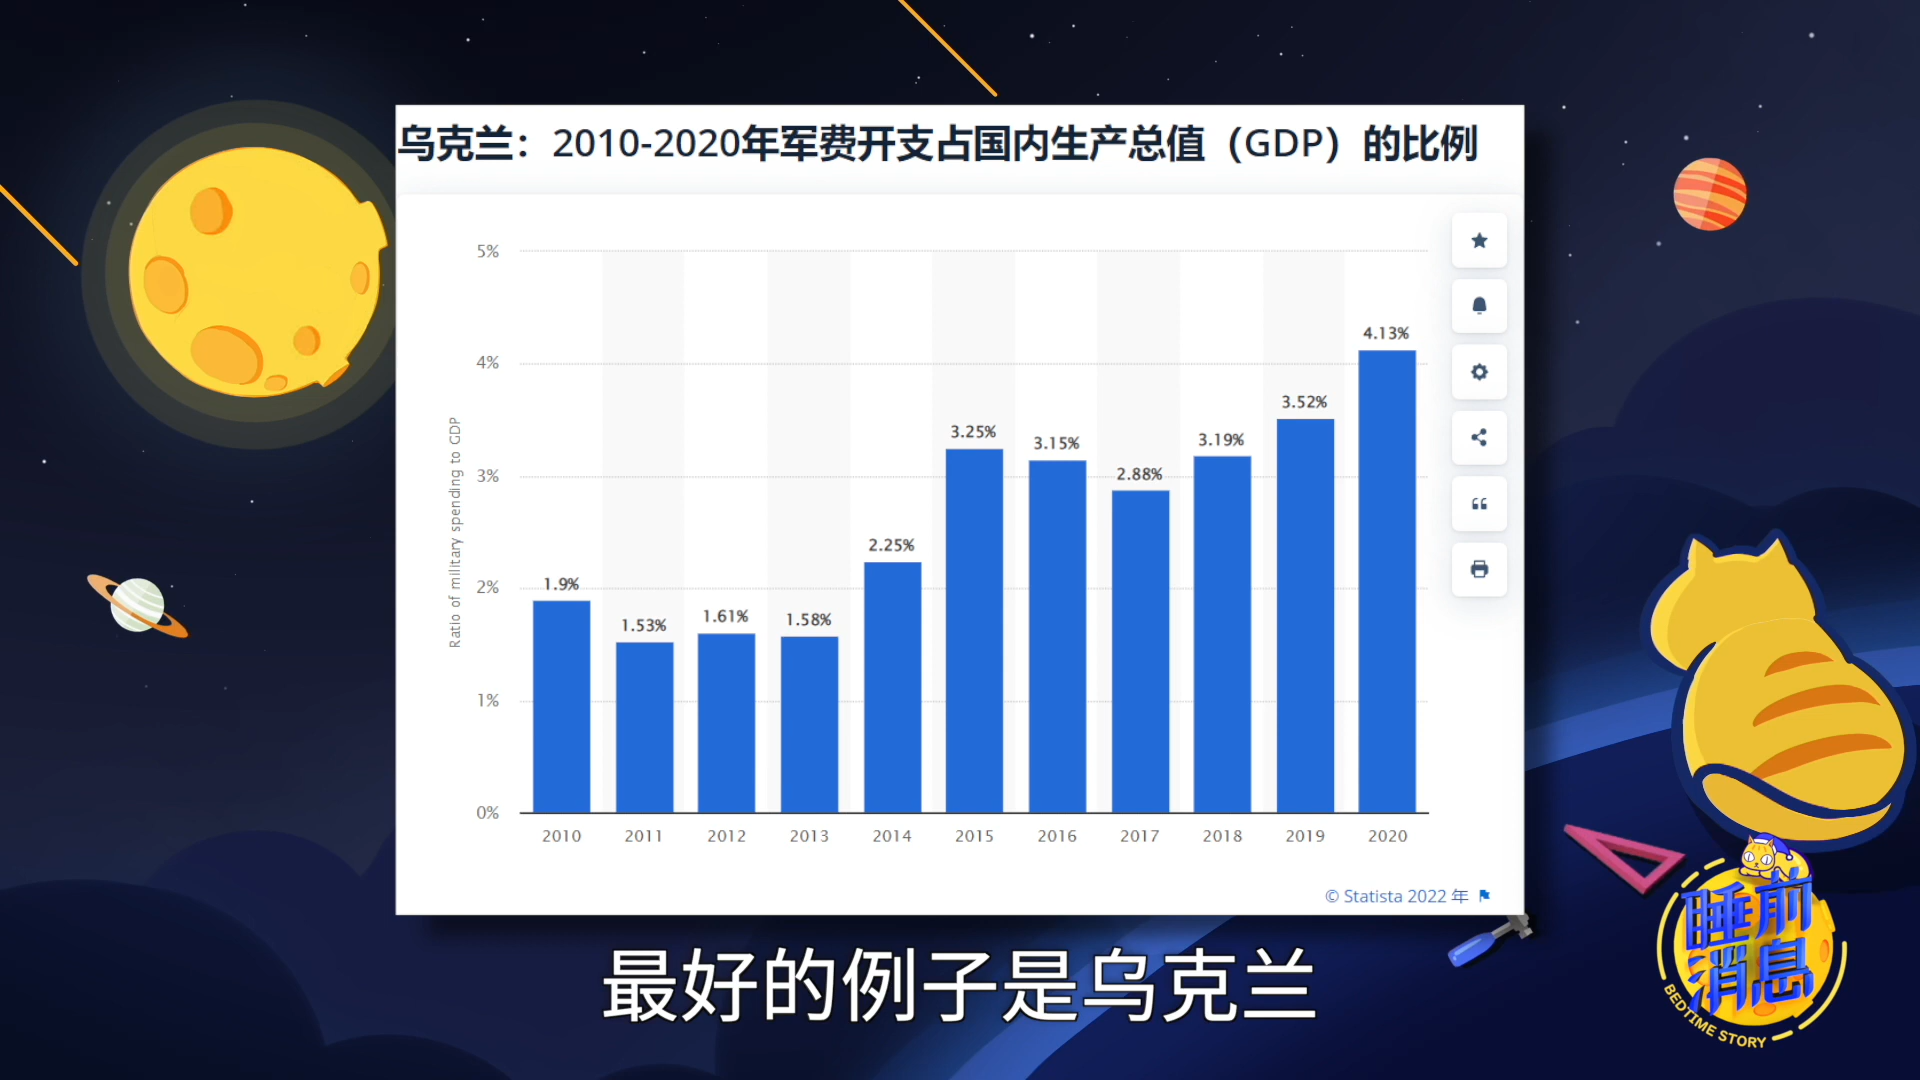 乌克兰：2010-2020年军费开支占国内生产总值（GDP）的比例
Ratio of military spending to GDP
5%
4%
3%
2%
1%
0%
1.9%
1.53%
1.61%
1.58%
2.25%
3.25%
3.15%
2.88%
3.19%
3.52%
4.13%
2010 2011 2012 2013 2014 2015 2016 2017 2018 2019 2020
© Statista 2022 年
最好的例子是乌克兰
睡前
消息
BEDTIME STORY